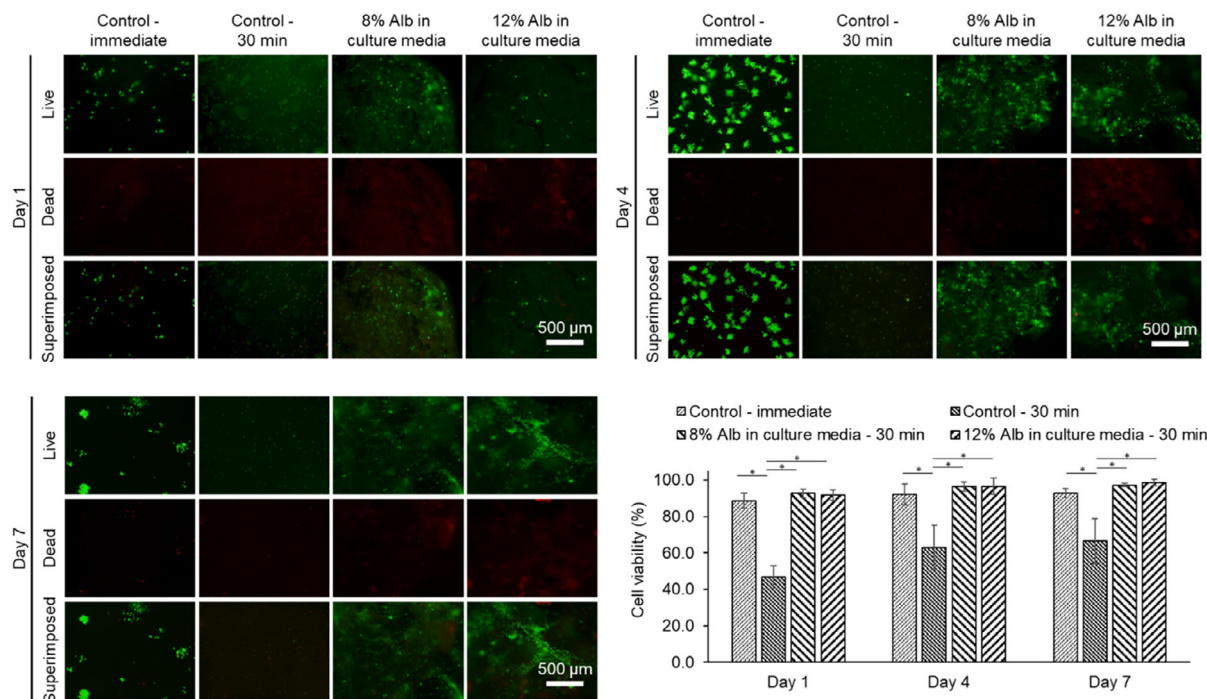 Control - immediate
Control - 30 min
8% Alb in culture media
12% Alb in culture media
Day 1
Live
Dead
Superimposed
500 µm
Control - immediate
Control - 30 min
8% Alb in culture media
12% Alb in culture media
Day 4
Live
Dead
Superimposed
500 µm
Day 7
Live
Dead
Superimposed
500 µm
Control - immediate
Control - 30 min
8% Alb in culture media - 30 min
12% Alb in culture media - 30 min
Cell viability (%)
100.0
80.0
60.0
40.0
20.0
0.0
* * *
* * *
* * *
Day 1
Day 4
Day 7